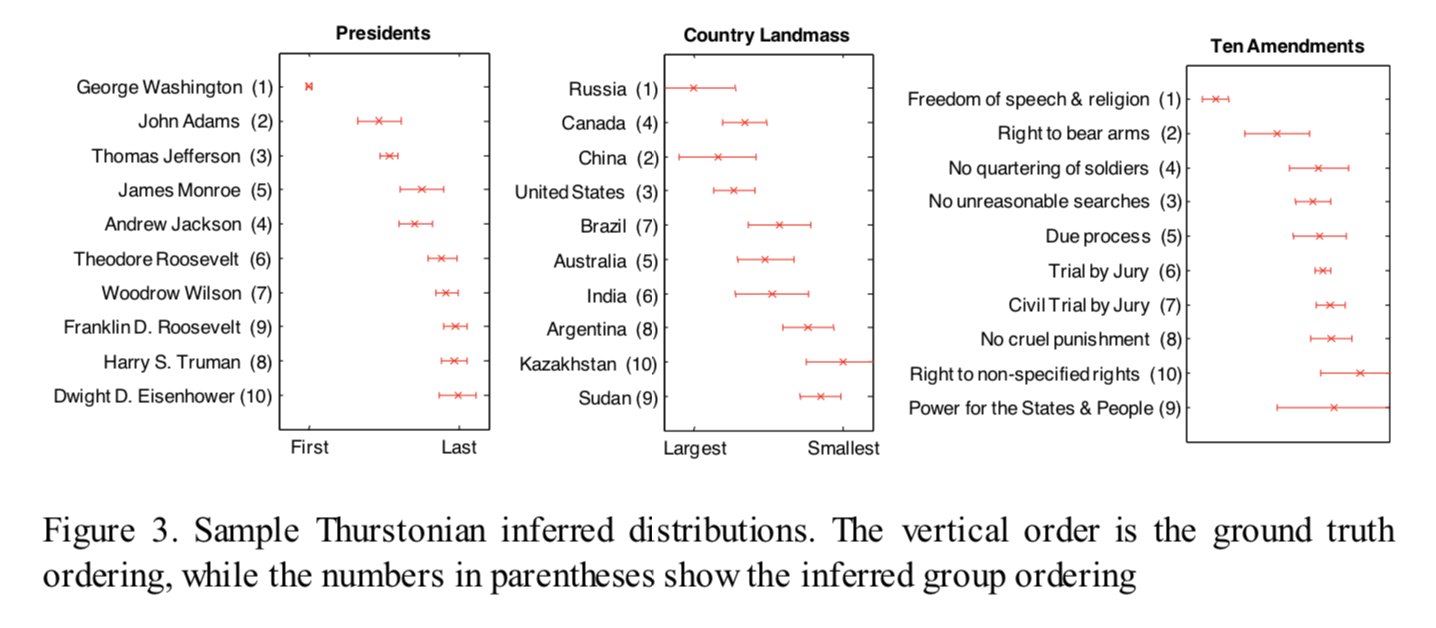 Presidents
George Washington (1)
John Adams (2)
Thomas Jefferson (3)
James Monroe (5)
Andrew Jackson (4)
Theodore Roosevelt (6)
Woodrow Wilson (7)
Franklin D. Roosevelt (9)
Harry S. Truman (8)
Dwight D. Eisenhower (10)
First Last
Country Landmass
Russia (1)
Canada (4)
China (2)
United States (3)
Brazil (7)
Australia (5)
India (6)
Argentina (8)
Kazakhstan (10)
Sudan (9)
Largest Smallest
Ten Amendments
Freedom of speech & religion (1)
Right to bear arms (2)
No quartering of soldiers (4)
No unreasonable searches (3)
Due process (5)
Trial by Jury (6)
Civil Trial by Jury (7)
No cruel punishment (8)
Right to non-specified rights (10)
Power for the States & People (9)
Figure 3. Sample Thurstonian inferred distributions. The vertical order is the ground truth
ordering, while the numbers in parentheses show the inferred group ordering